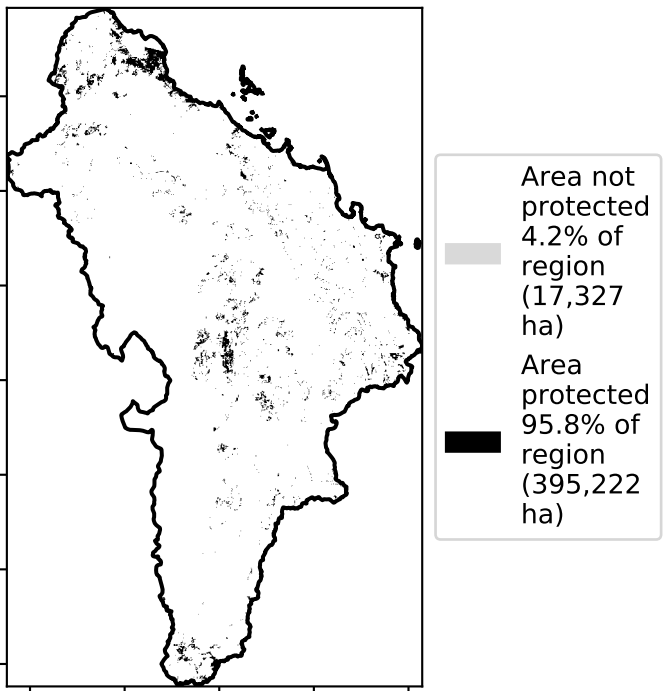 Area not
protected
4.2% of
region
(17,327
ha)
Area
protected
95.8% of
region
(395,222
ha)